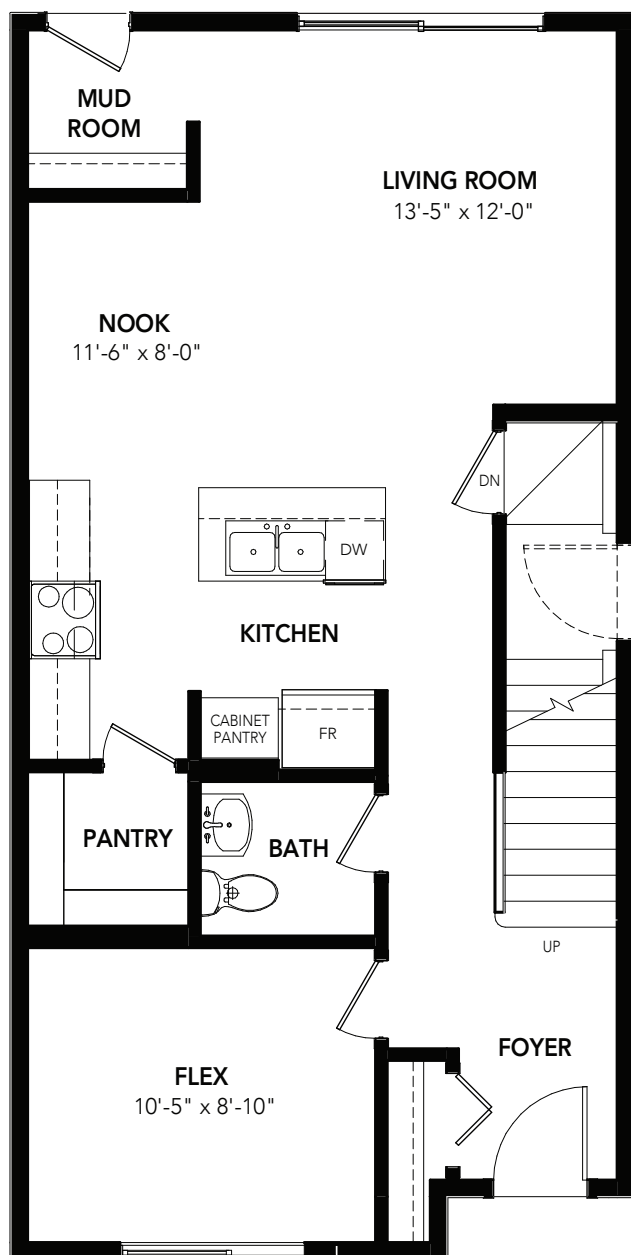 MUD
ROOM
LIVING ROOM
13'-5" x 12'-0"
NOOK
11'-6" x 8'-0"
DN
DW
KITCHEN
CABINET
PANTRY
FR
PANTRY
BATH
UP
FOYER
FLEX
10'-5" x 8'-10"